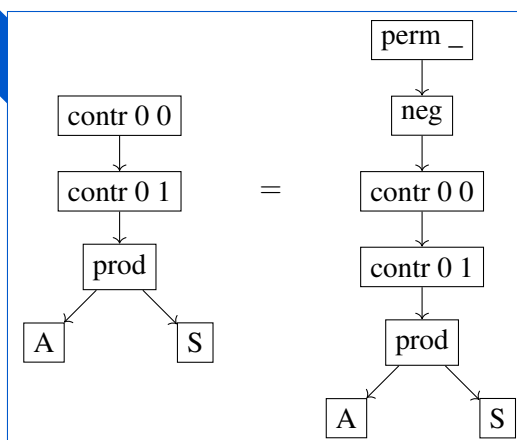 perm _
neg
contr 0 0
contr 0 0
contr 0 1
=
contr 0 1
prod
prod
A
S
A
S